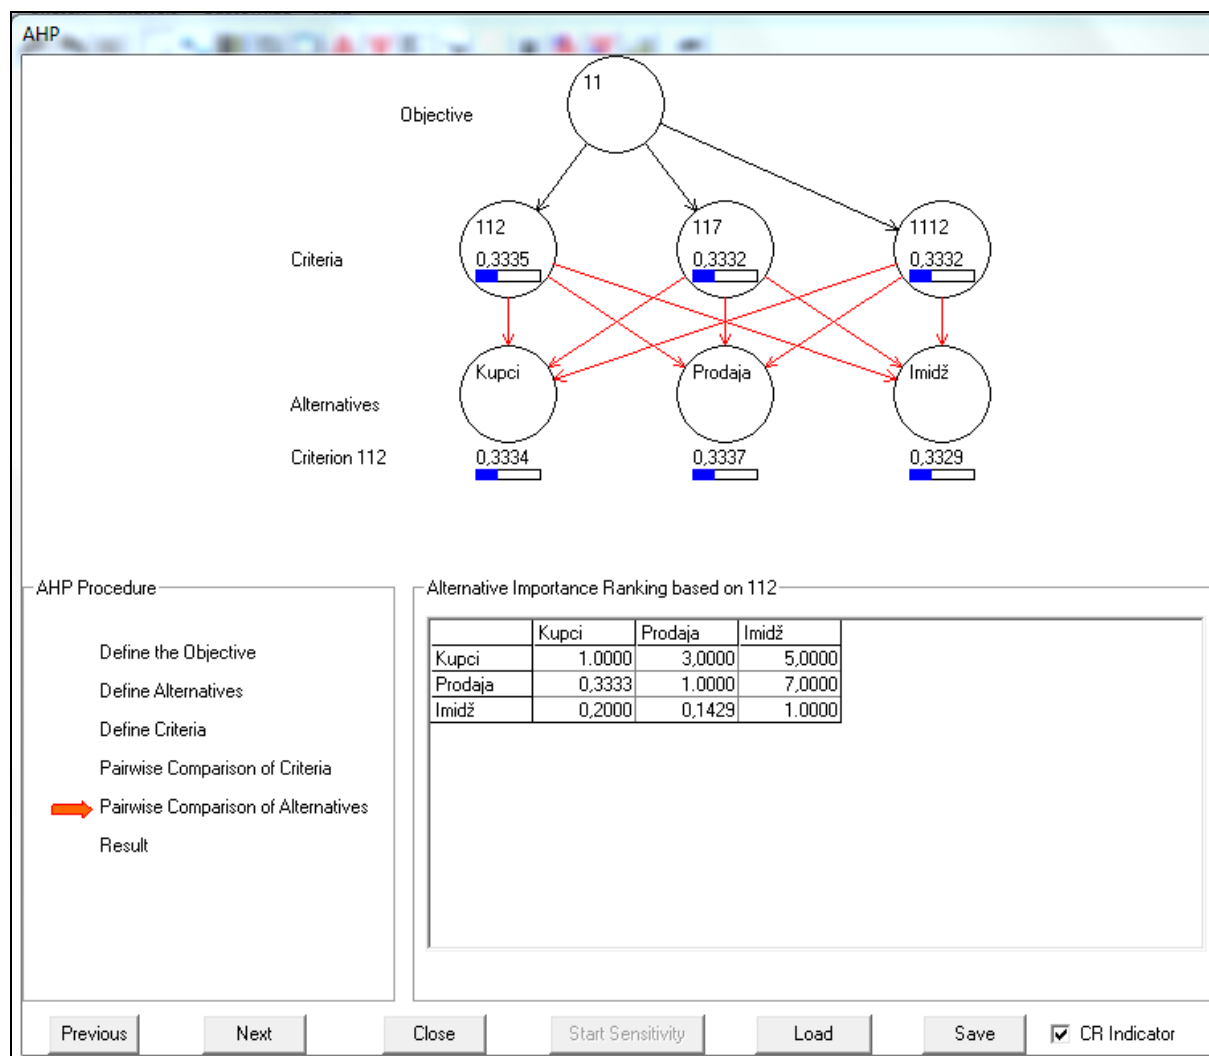 AHP
11
Objective
112 117 1112
Criteria 0,3335 0,3332 0,3332
Kupci Prodaja Imidž
Alternatives
Criterion 112 0,3334 0,3337 0,3329
AHP Procedure
Define the Objective
Define Alternatives
Define Criteria
Pairwise Comparison of Criteria
Pairwise Comparison of Alternatives
Result
Alternative Importance Ranking based on 112
Kupci Prodaja Imidž
Kupci 1.0000 3,0000 5,0000
Prodaja 0,3333 1.0000 7,0000
Imidž 0,2000 0,1429 1.0000
Previous Next Close Start Sensitivity Load Save CR Indicator